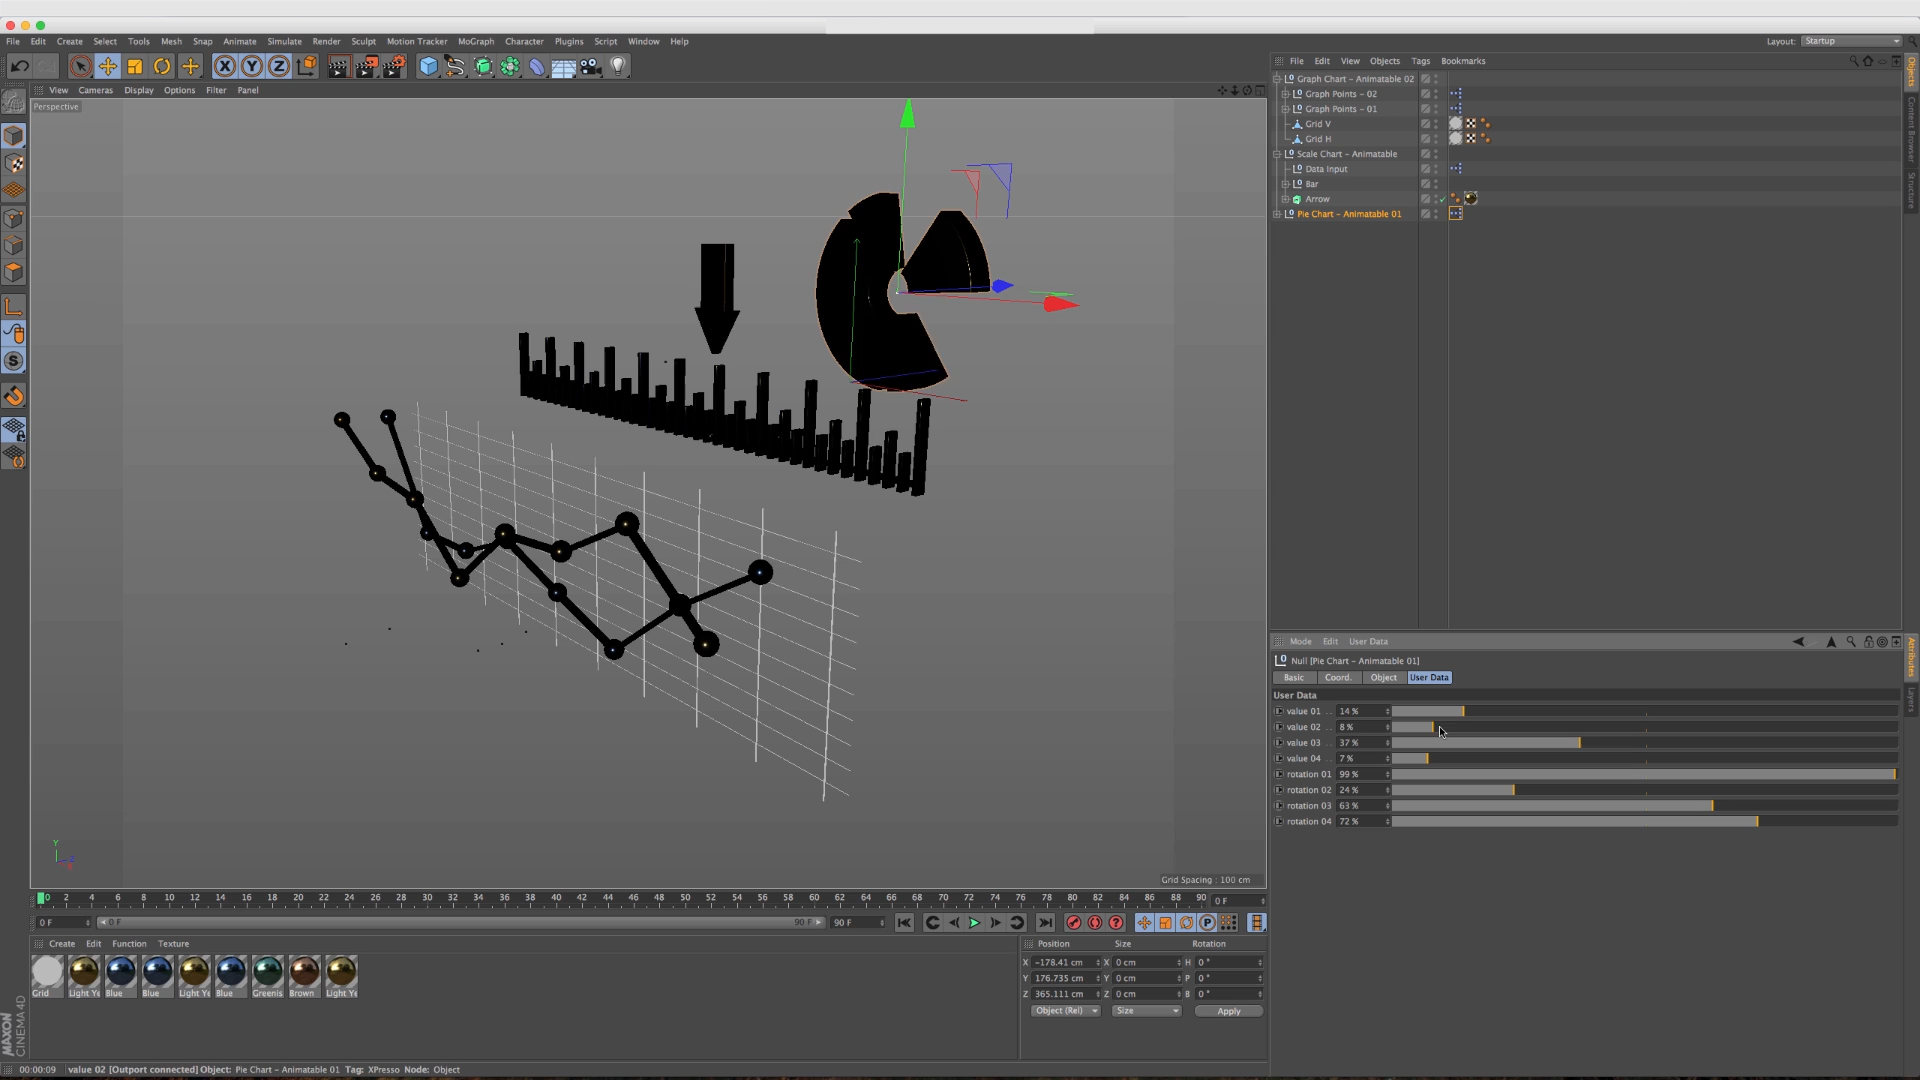 File Edit Create Select Tools Mesh Snap Animate Simulate Render Sculpt Motion Tracker MoGraph Character Plugins Script Window Help
Layout: Startup
View Cameras Display Options Filter Panel
Perspective
Grid Spacing : 100 cm
Y
Z
X
File Edit View Objects Tags Bookmarks
Graph Chart - Animatable 02
Graph Points - 02
Graph Points - 01
Grid V
Grid H
Scale Chart - Animatable
Data Input
Bar
Arrow
Pie Chart - Animatable 01
Objects
Content Browser
Structure
Mode Edit User Data
Null [Pie Chart - Animatable 01]
Basic Coord. Object User Data
User Data
value 01 14 %
value 02 8 %
value 03 37 %
value 04 7 %
rotation 01 99 %
rotation 02 24 %
rotation 03 63 %
rotation 04 72 %
Attributes
Layers
0 2 4 6 8 10 12 14 16 18 20 22 24 26 28 30 32 34 36 38 40 42 44 46 48 50 52 54 56 58 60 62 64 66 68 70 72 74 76 78 80 82 84 86 88 90 0 F
0 F 0 F 90 F 90 F
Create Edit Function Texture
Grid Light Ye Blue Blue Light Ye Blue Greenis Brown Light Ye
Position Size Rotation
X -178.41 cm X 0 cm H 0 °
Y 176.735 cm Y 0 cm P 0 °
Z 365.111 cm Z 0 cm B 0 °
Object (Rel) Size Apply
MAXON
CINEMA 4D
00:00:09 value 02 [Outport connected] Object: Pie Chart - Animatable 01 Tag: XPresso Node: Object